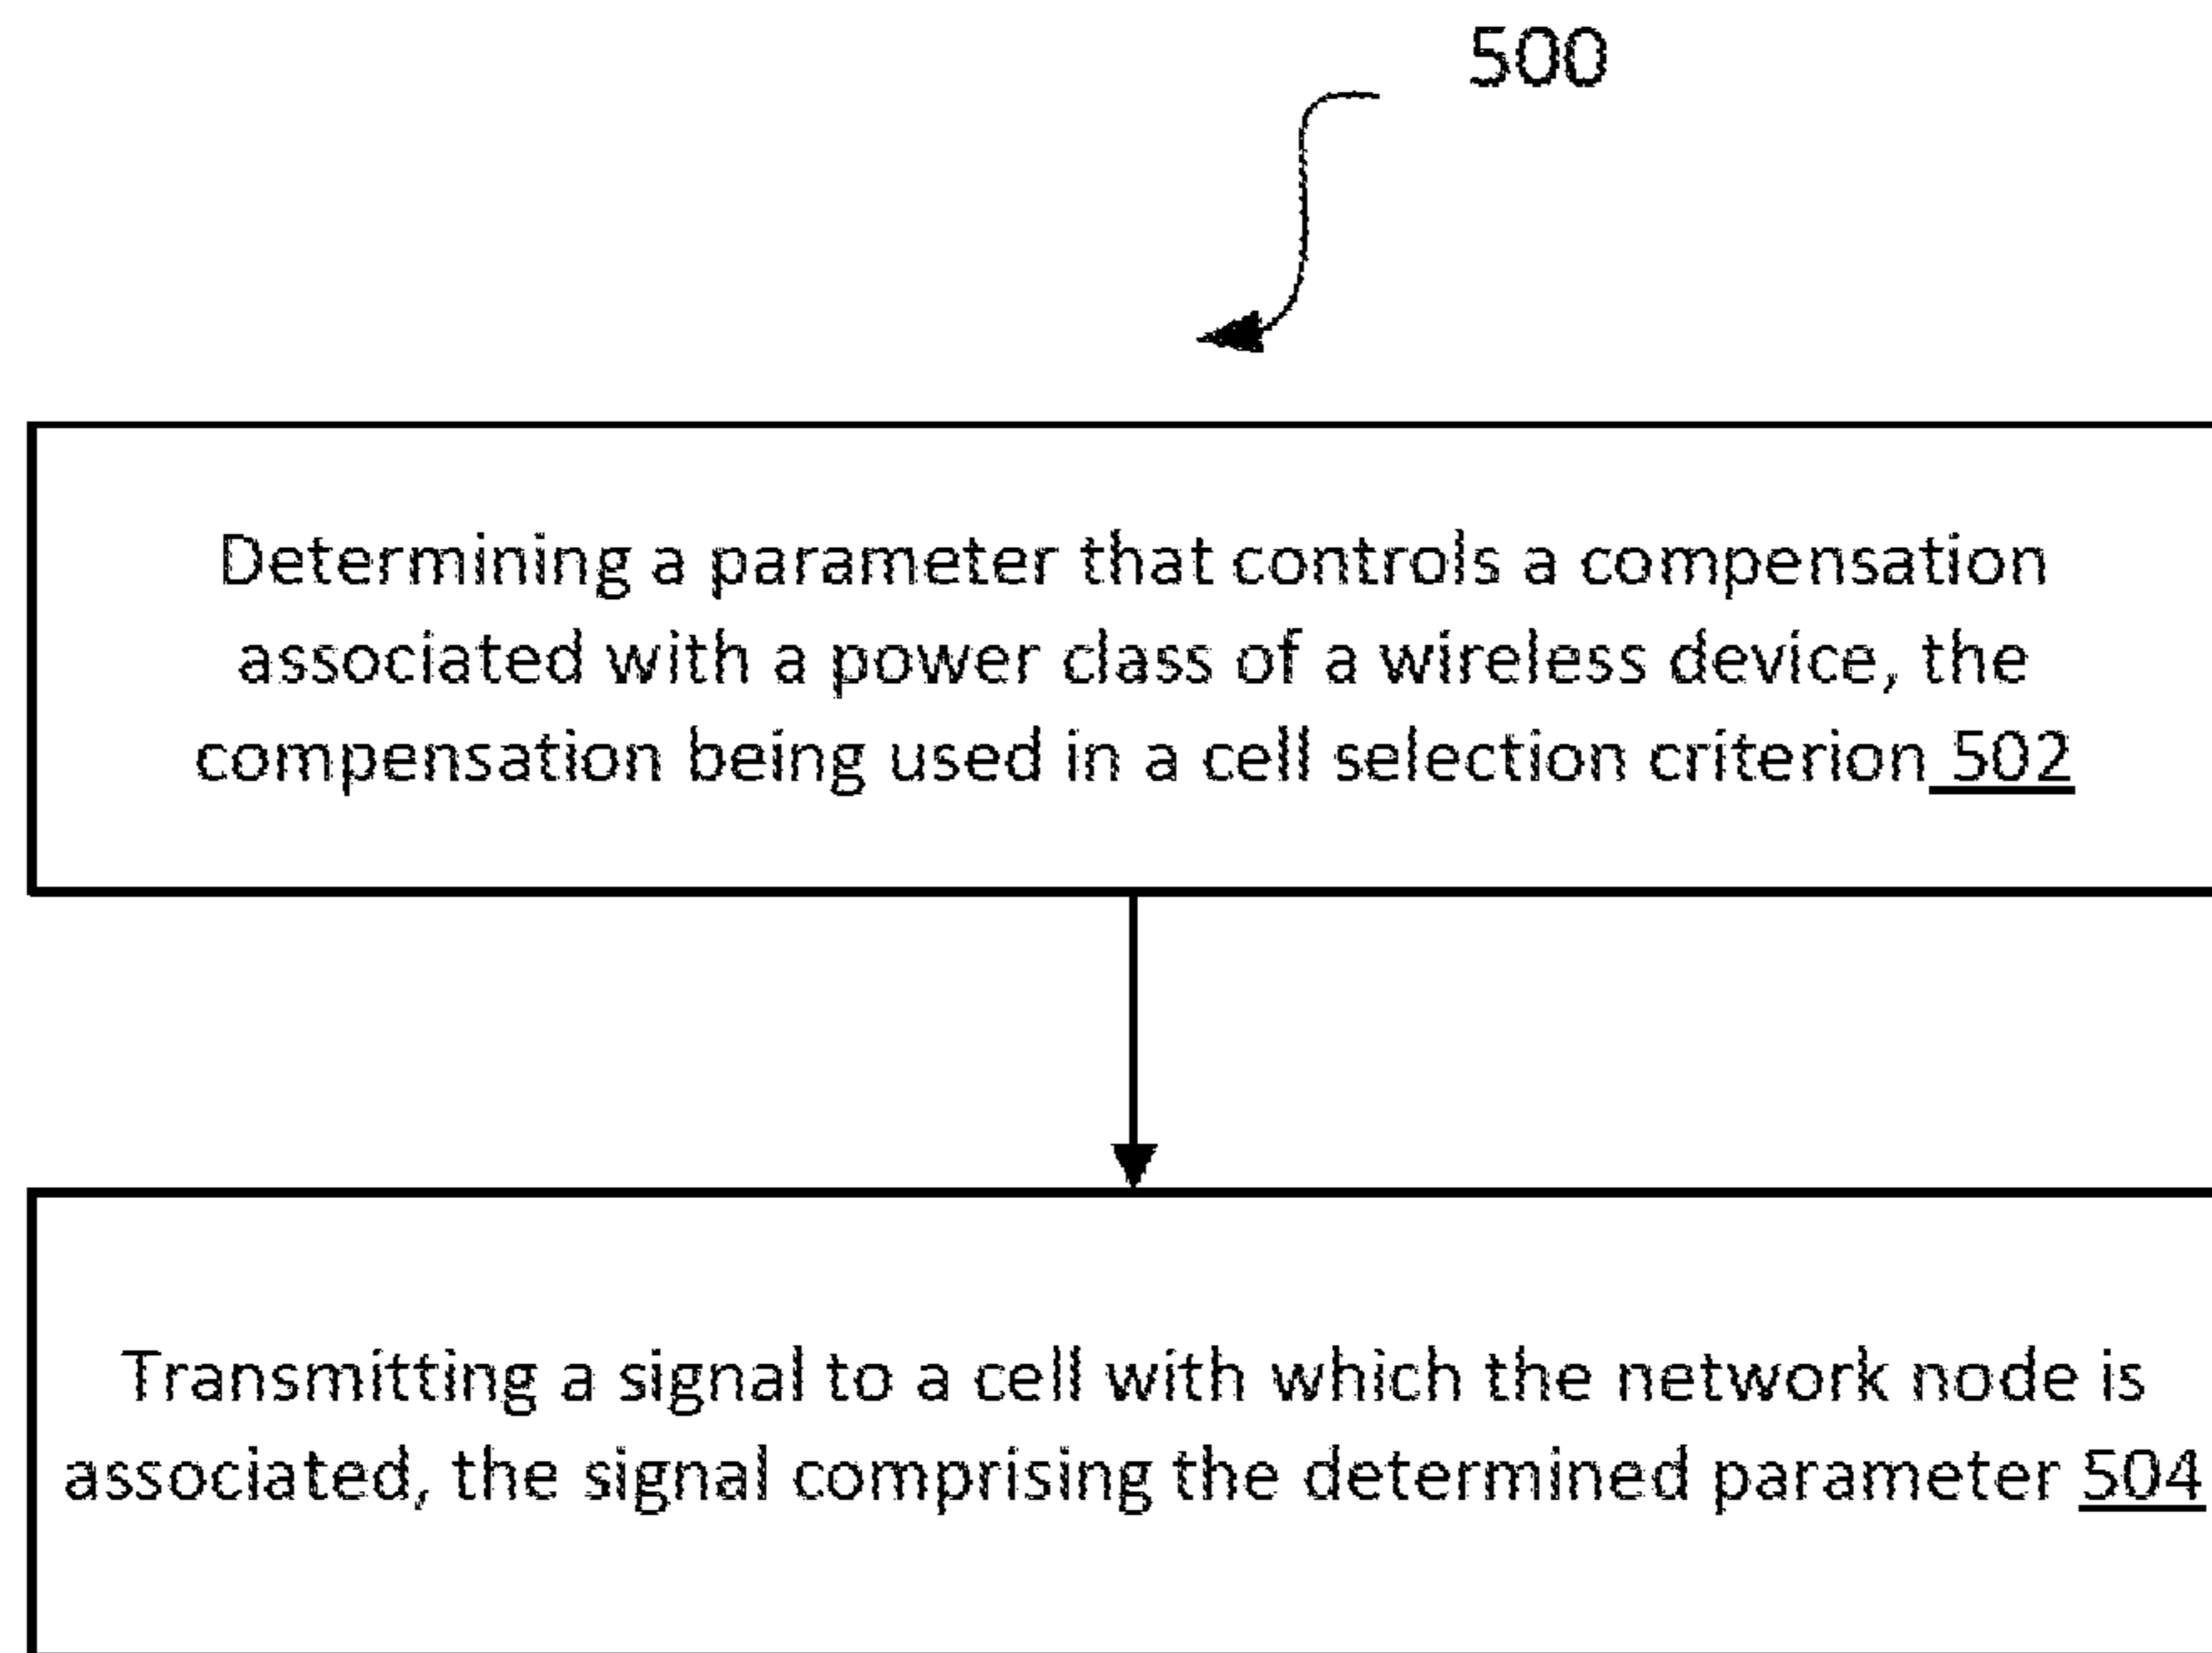 500
Determining a parameter that controls a compensation
associated with a power class of a wireless device, the
compensation being used in a cell selection criterion 502
Transmitting a signal to a cell with which the network node is
associated, the signal comprising the determined parameter 504